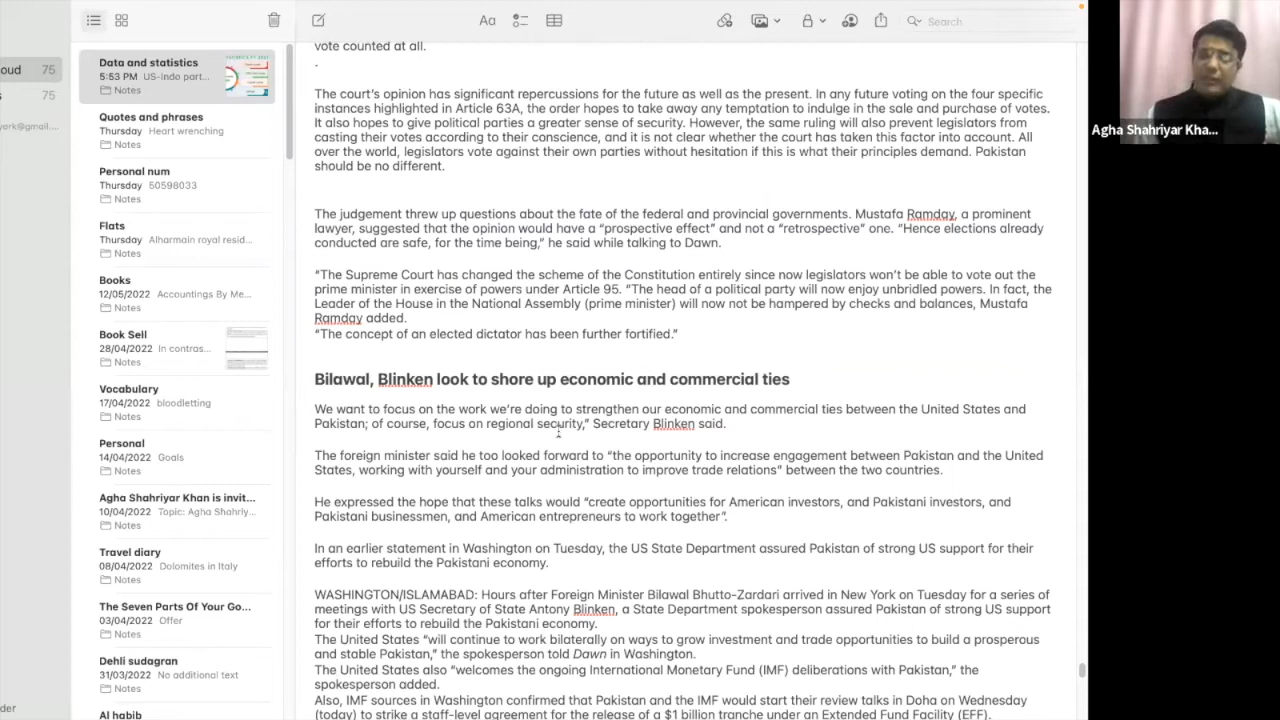 Search
oud 75
75
ark@gmail....
der
Data and statistics
5:53 PM US-Indo part...
Notes
Quotes and phrases
Thursday Heart wrenching
Notes
Personal num
Thursday 50598033
Notes
Flats
Thursday Alharmain royal resid...
Notes
Books
12/05/2022 Accountings By Me...
Notes
Book Sell
28/04/2022 In contras...
Notes
Vocabulary
17/04/2022 bloodletting
Notes
Personal
14/04/2022 Goals
Notes
Agha Shahriyar Khan is invit...
10/04/2022 Topic: Agha Shahriy...
Notes
Travel diary
08/04/2022 Dolomites in Italy
Notes
The Seven Parts Of Your Go...
03/04/2022 Offer
Notes
Dehli sudagran
31/03/2022 No additional text
Notes
Al habib
Aa
vote counted at all.
.
The court's opinion has significant repercussions for the future as well as the present. In any future voting on the four specific
instances highlighted in Article 63A, the order hopes to take away any temptation to indulge in the sale and purchase of votes.
It also hopes to give political parties a greater sense of security. However, the same ruling will also prevent legislators from
casting their votes according to their conscience, and it is not clear whether the court has taken this factor into account. All
over the world, legislators vote against their own parties without hesitation if this is what their principles demand. Pakistan
should be no different.
The judgement threw up questions about the fate of the federal and provincial governments. Mustafa Ramday, a prominent
lawyer, suggested that the opinion would have a “prospective effect” and not a “retrospective” one. “Hence elections already
conducted are safe, for the time being,” he said while talking to Dawn.
“The Supreme Court has changed the scheme of the Constitution entirely since now legislators won’t be able to vote out the
prime minister in exercise of powers under Article 95. “The head of a political party will now enjoy unbridled powers. In fact, the
Leader of the House in the National Assembly (prime minister) will now not be hampered by checks and balances, Mustafa
Ramday added.
“The concept of an elected dictator has been further fortified.”
Bilawal, Blinken look to shore up economic and commercial ties
We want to focus on the work we’re doing to strengthen our economic and commercial ties between the United States and
Pakistan; of course, focus on regional security,” Secretary Blinken said.
The foreign minister said he too looked forward to “the opportunity to increase engagement between Pakistan and the United
States, working with yourself and your administration to improve trade relations” between the two countries.
He expressed the hope that these talks would “create opportunities for American investors, and Pakistani investors, and
Pakistani businessmen, and American entrepreneurs to work together”.
In an earlier statement in Washington on Tuesday, the US State Department assured Pakistan of strong US support for their
efforts to rebuild the Pakistani economy.
WASHINGTON/ISLAMABAD: Hours after Foreign Minister Bilawal Bhutto-Zardari arrived in New York on Tuesday for a series of
meetings with US Secretary of State Antony Blinken, a State Department spokesperson assured Pakistan of strong US support
for their efforts to rebuild the Pakistani economy.
The United States “will continue to work bilaterally on ways to grow investment and trade opportunities to build a prosperous
and stable Pakistan,” the spokesperson told Dawn in Washington.
The United States also “welcomes the ongoing International Monetary Fund (IMF) deliberations with Pakistan,” the
spokesperson added.
Also, IMF sources in Washington confirmed that Pakistan and the IMF would start their review talks in Doha on Wednesday
(today) to strike a staff-level agreement for the release of a $1 billion tranche under an Extended Fund Facility (EFF).
Agha Shahriyar Kha...